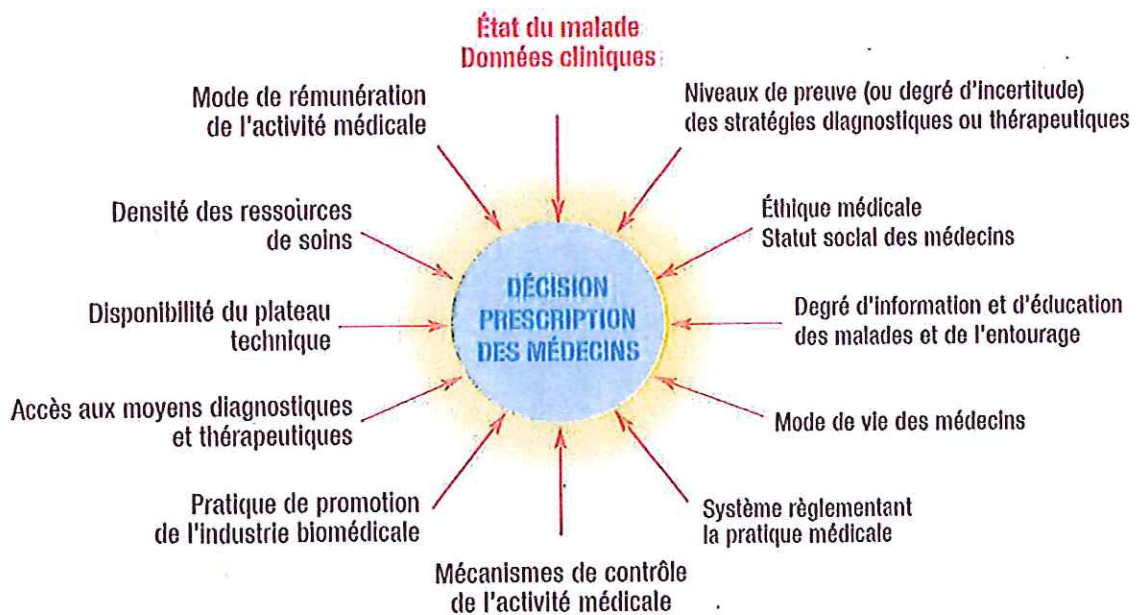 État du malade
Données cliniques
Mode de rémunération
de l'activité médicale
Niveaux de preuve (ou degré d'incertitude)
des stratégies diagnostiques ou thérapeutiques
Densité des ressources
de soins
Éthique médicale
Statut social des médecins
DÉCISION
PRESCRIPTION
DES MÉDECINS
Disponibilité du plateau
technique
Degré d'information et d'éducation
des malades et de l'entourage
Accès aux moyens diagnostiques
et thérapeutiques
Mode de vie des médecins
Pratique de promotion
de l'industrie biomédicale
Système règlementant
la pratique médicale
Mécanismes de contrôle
de l'activité médicale